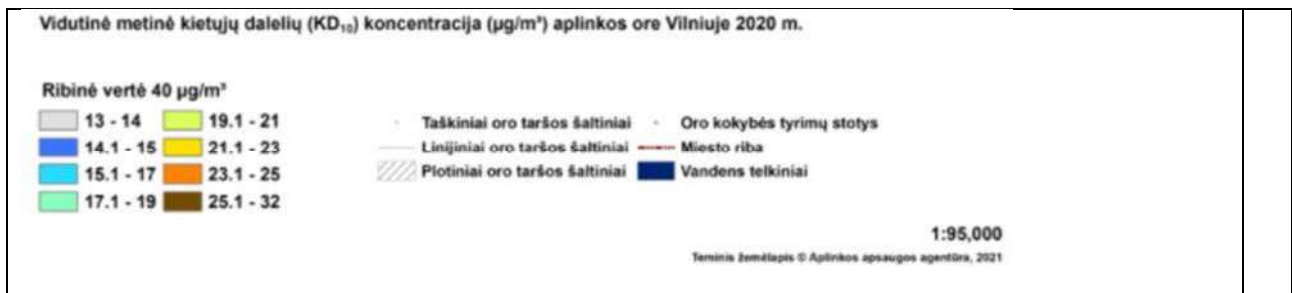 Vidutinė metinė kietųjų dalelių (KD₁₀) koncentracija (µg/m³) aplinkos ore Vilniuje 2020 m.
Ribinė vertė 40 µg/m³
13 - 14
14.1 - 15
15.1 - 17
17.1 - 19
19.1 - 21
21.1 - 23
23.1 - 25
25.1 - 32
Taškiniai oro taršos šaltiniai
Linijiniai oro taršos šaltiniai
Plotiniai oro taršos šaltiniai
Oro kokybės tyrimų stotys
Miesto riba
Vandens telkiniai
1:95,000
Teminis žemėlapis © Aplinkos apsaugos agentūra, 2021